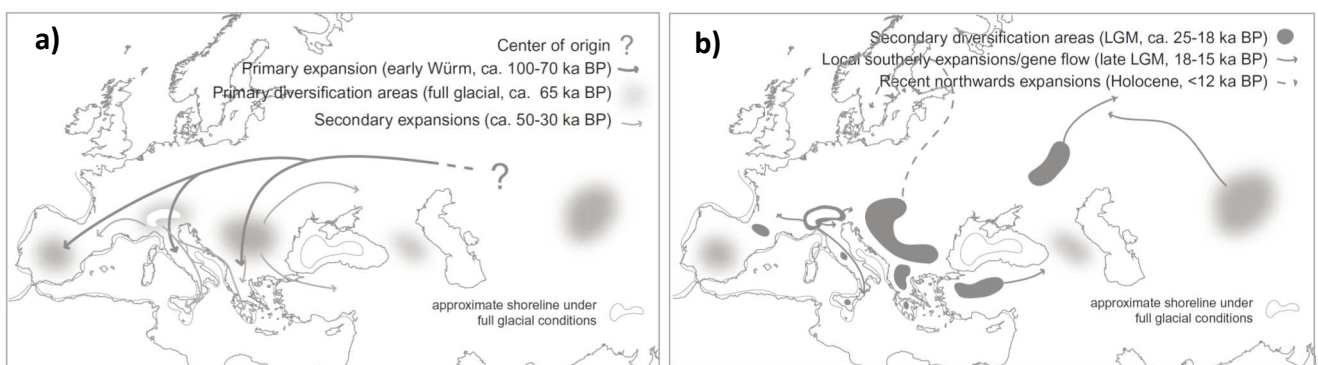 a)
Center of origin ?
Primary expansion (early Würm, ca. 100-70 ka BP)
Primary diversification areas (full glacial, ca. 65 ka BP)
Secondary expansions (ca. 50-30 ka BP)
?
approximate shoreline under
full glacial conditions
b)
Secondary diversification areas (LGM, ca. 25-18 ka BP)
Local southerly expansions/gene flow (late LGM, 18-15 ka BP)
Recent northwards expansions (Holocene, <12 ka BP)
approximate shoreline under
full glacial conditions